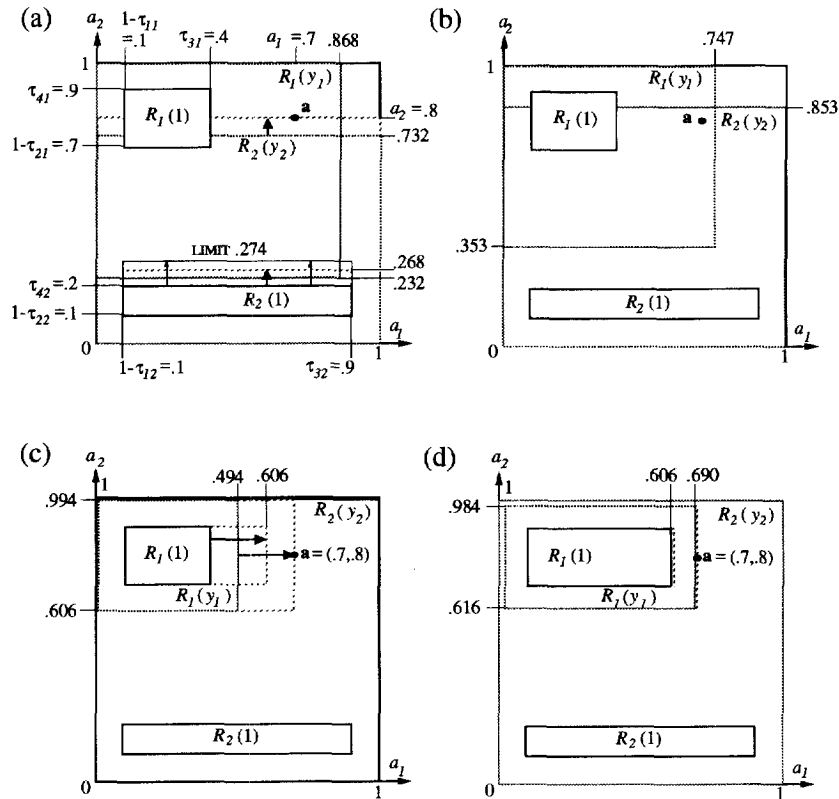 (a)
a₂
1-τ₁₁ =.1
τ₃₁=.4
a₁=.7
.868
1
R₁(y₁)
τ₄₁=.9
R₁(1)
a
a₂=.8
R₂(y₂)
.732
1-τ₂₁=.7
LIMIT .274
.268
τ₄₂=.2
.232
R₂(1)
1-τ₂₂=.1
a₁
0
1
1-τ₁₂=.1
τ₃₂=.9
(b)
a₂
.747
1
R₁(y₁)
.853
R₁(1)
a
R₂(y₂)
.353
R₂(1)
a₁
0
1
(c)
a₂
1
.494
.606
.994
R₂(y₂)
R₁(1)
a=(.7,.8)
R₁(y₁)
.606
R₂(1)
a₁
0
1
(d)
a₂
1
.606
.690
.984
R₂(y₂)
R₁(1)
a=(.7,.8)
R₁(y₁)
.616
R₂(1)
a₁
0
1